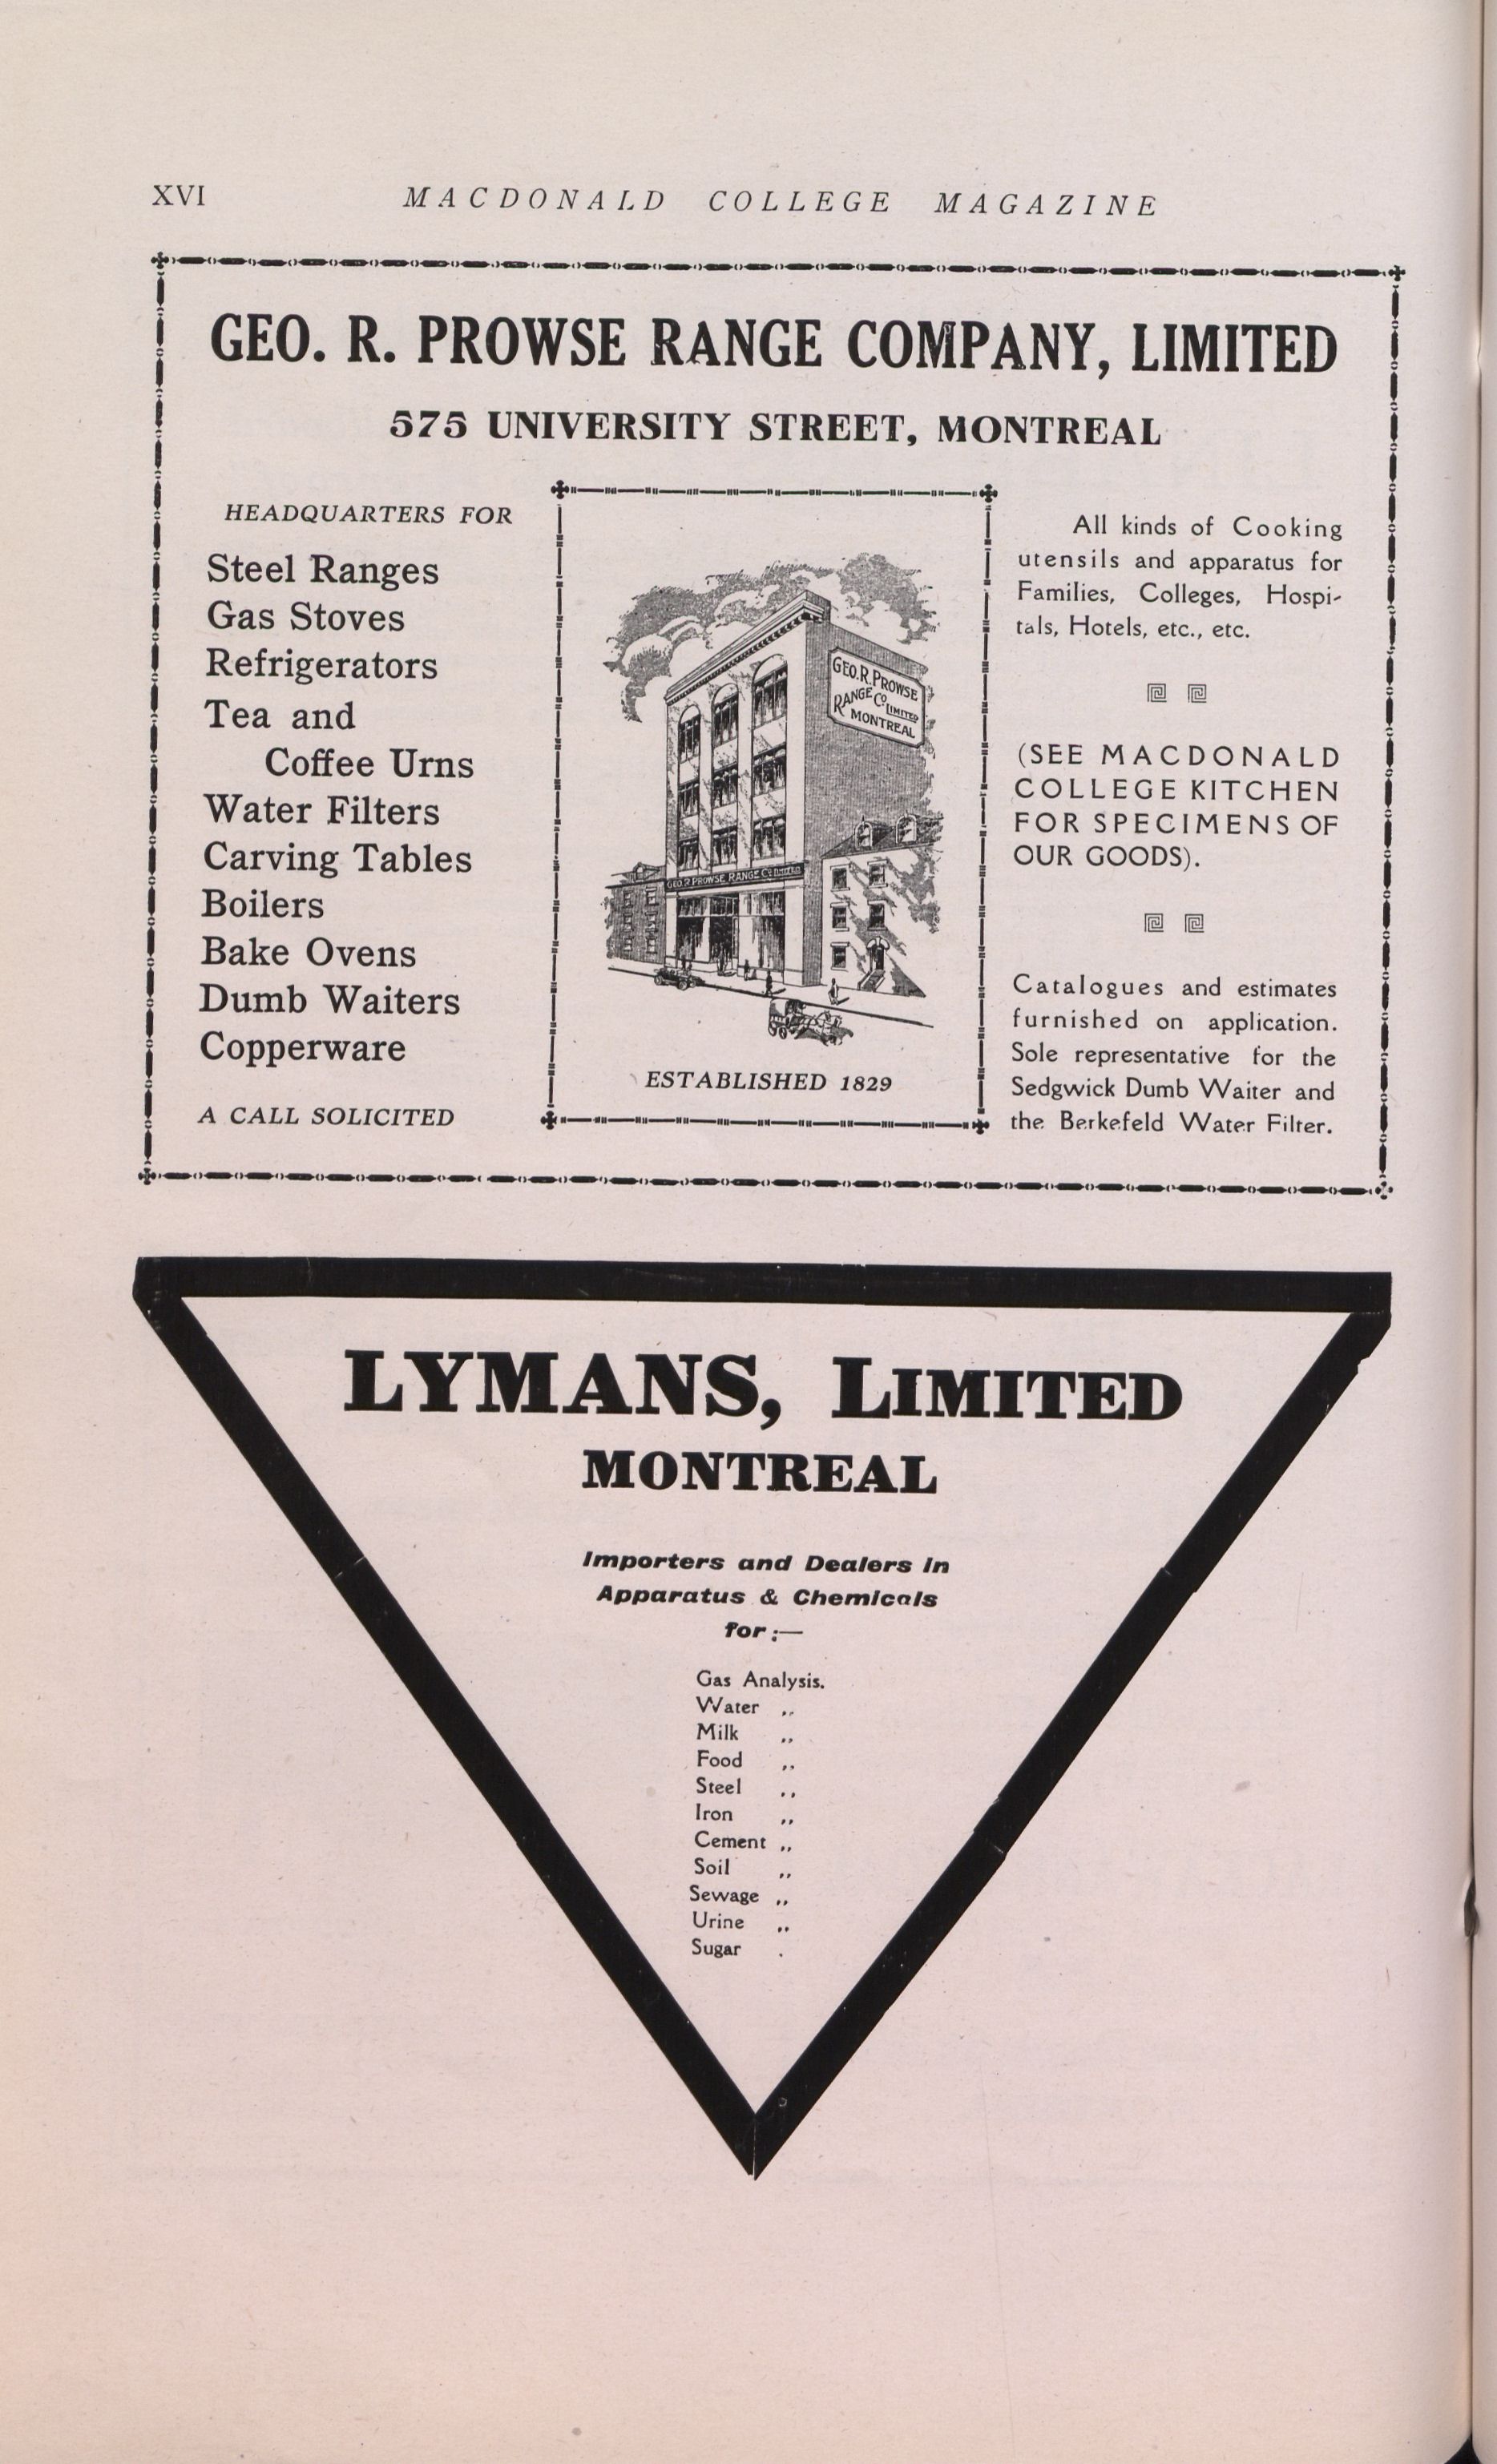 XVI MACDONALD COLLEGE MAGAZINE
GEO. R. PROWSE RANGE COMPANY, LIMITED
575 UNIVERSITY STREET, MONTREAL
HEADQUARTERS FOR
Steel Ranges
Gas Stoves
Refrigerators
Tea and
Coffee Urns
Water Filters
Carving Tables
Boilers
Bake Ovens
Dumb Waiters
Copperware
A CALL SOLICITED
GEO. R. PROWSE
RANGE Co. LIMITED
MONTREAL
GEO. R PROWSE RANGE Co LIMITED
ESTABLISHED 1829
All kinds of Cooking
utensils and apparatus for
Families, Colleges, Hospi-
tals, Hotels, etc., etc.
(SEE MACDONALD
COLLEGE KITCHEN
FOR SPECIMENS OF
OUR GOODS).
Catalogues and estimates
furnished on application.
Sole representative for the
Sedgwick Dumb Waiter and
the Berkefeld Water Filter.
LYMANS, LIMITED
MONTREAL
Importers and Dealers in
Apparatus & Chemicals
for :—
Gas Analysis.
Water ,,
Milk ,,
Food ,,
Steel ,,
Iron ,,
Cement ,,
Soil ,,
Sewage ,,
Urine ,,
Sugar .